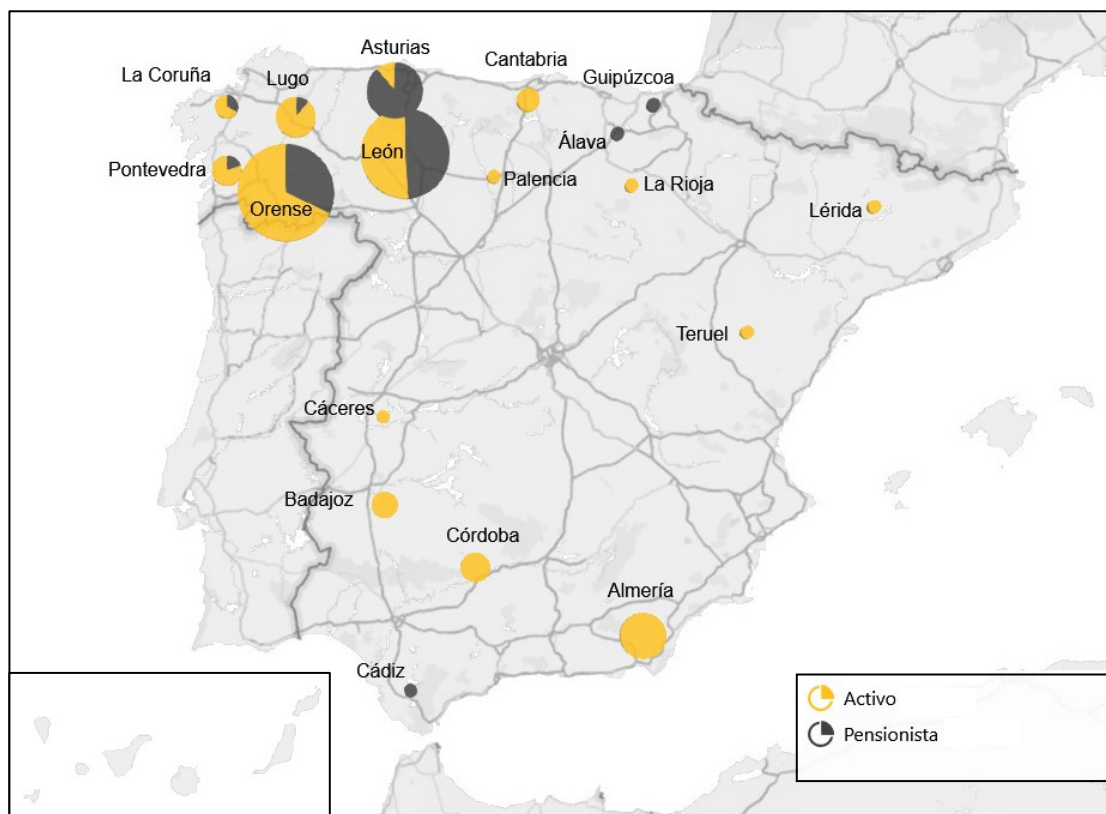 Asturias
Cantabria
La Coruña
Lugo
Guipúzcoa
Álava
León
Pontevedra
Palencia
La Rioja
Orense
Lérida
Teruel
Cáceres
Badajoz
Córdoba
Almería
Cádiz
Activo
Pensionista